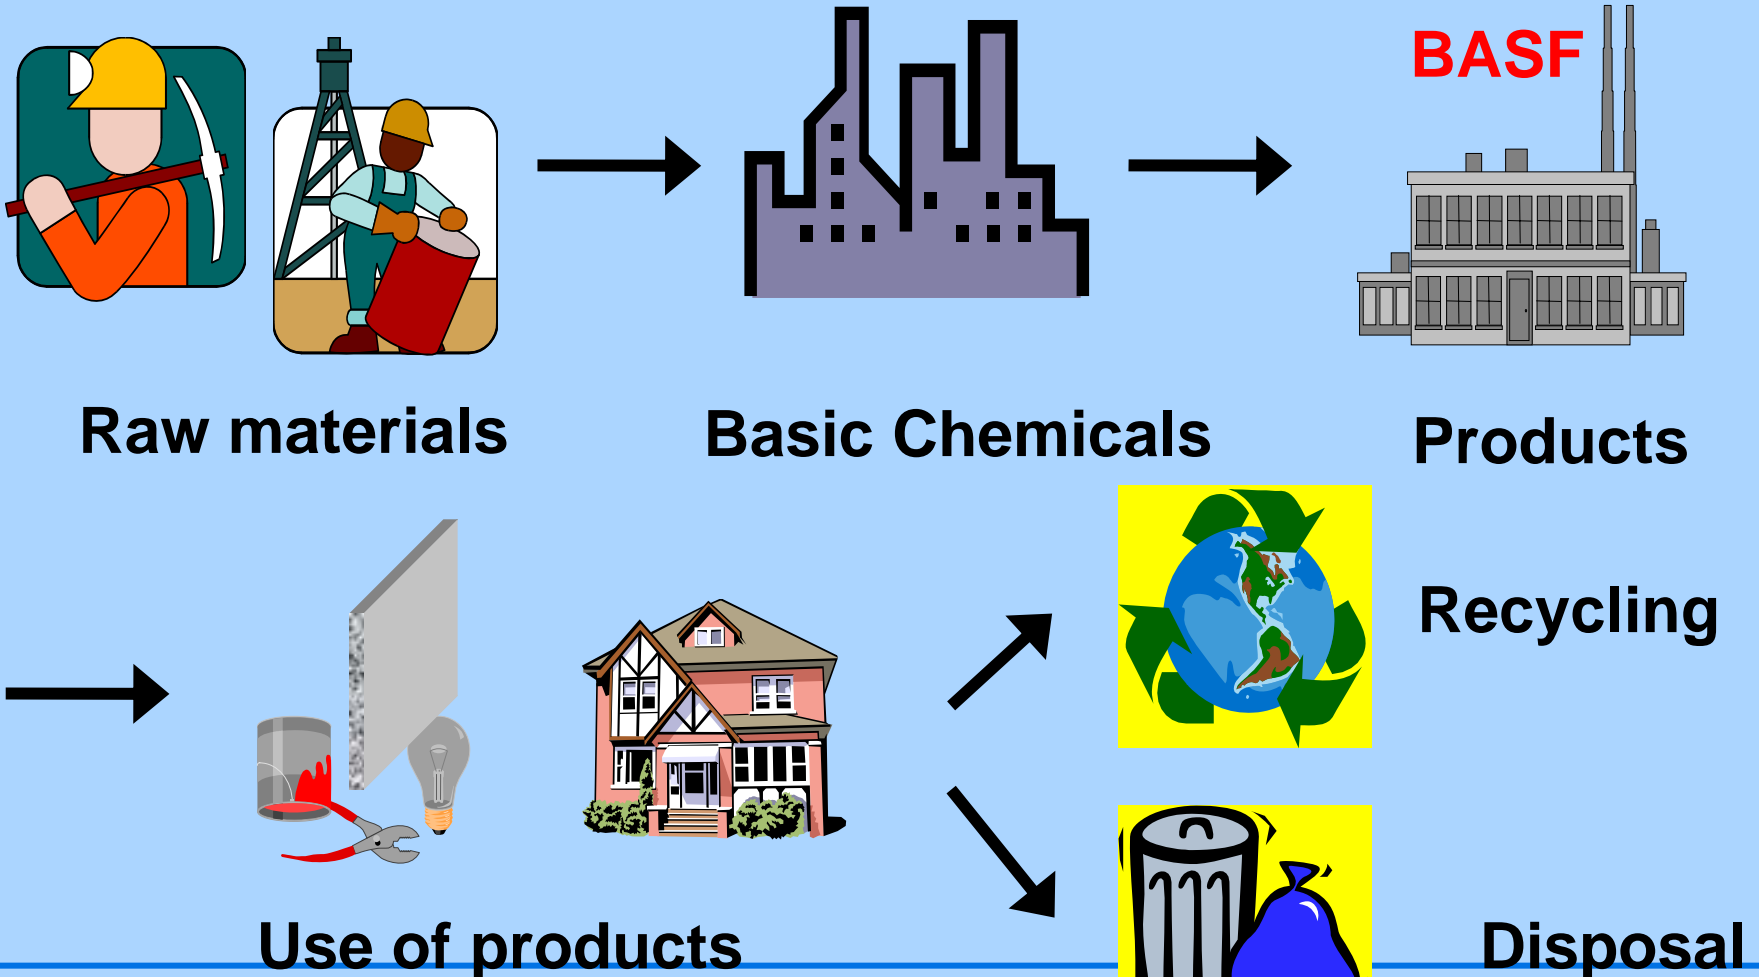 BASF
Raw materials
Basic Chemicals
Products
Recycling
Use of products
Disposal